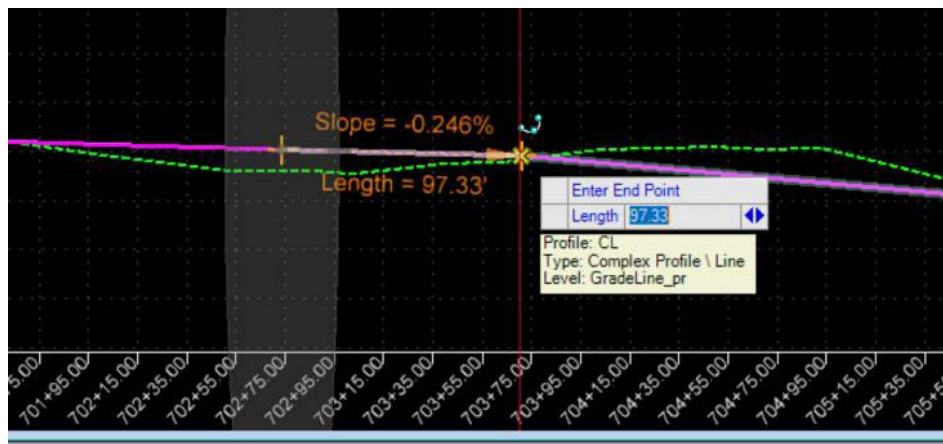 Slope = -0.246%
Length = 97.33'
Enter End Point
Length 97.33
Profile: CL
Type: Complex Profile \ Line
Level: GradeLine_pr
701+95.00
702+15.00
702+35.00
702+55.00
702+75.00
702+95.00
703+15.00
703+35.00
703+55.00
703+75.00
703+95.00
704+15.00
704+35.00
704+55.00
704+75.00
704+95.00
705+15.00
705+35.00